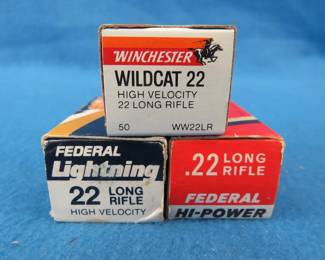 WINCHESTER
WILDCAT 22
HIGH VELOCITY
22 LONG RIFLE
50 WW22LR
FEDERAL
Lightning
22 LONG
RIFLE
HIGH VELOCITY
.22 LONG
RIFLE
FEDERAL
HI-POWER